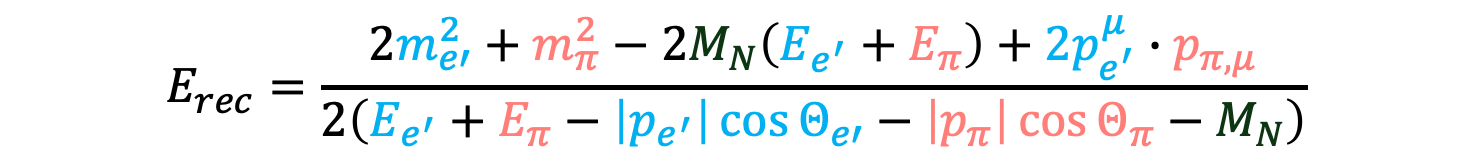 E_{rec} = \frac{2m_{e'}^2 + m_\pi^2 - 2M_N(E_{e'} + E_\pi) + 2p_{e'}^\mu \cdot p_{\pi,\mu}}{2(E_{e'} + E_\pi - |p_{e'}| \cos \Theta_{e'} - |p_\pi| \cos \Theta_\pi - M_N)}